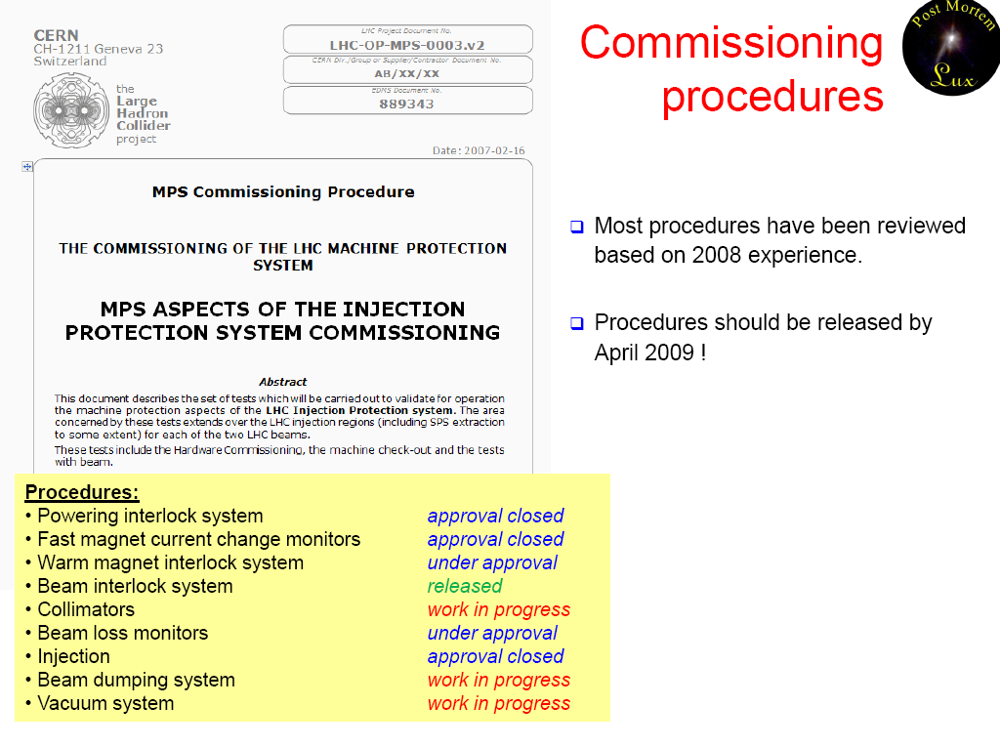 CERN
CH-1211 Geneva 23
Switzerland
the
Large
Hadron
Collider
project
LHC Project Document No.
LHC-OP-MPS-0003.v2
CERN Div./Group or Supplier/Contractor Document No.
AB/XX/XX
EDMS Document No.
889343
Date: 2007-02-16
Commissioning
procedures
Post Mortem
Lux
MPS Commissioning Procedure
THE COMMISSIONING OF THE LHC MACHINE PROTECTION
SYSTEM
MPS ASPECTS OF THE INJECTION
PROTECTION SYSTEM COMMISSIONING
Abstract
This document describes the set of tests which will be carried out to validate for operation
the machine protection aspects of the LHC Injection Protection system. The area
concerned by these tests extends over the LHC injection regions (including SPS extraction
to some extent) for each of the two LHC beams.
These tests include the Hardware Commissioning, the machine check-out and the tests
with beam.
❑ Most procedures have been reviewed
based on 2008 experience.
❑ Procedures should be released by
April 2009 !
Procedures:
• Powering interlock system approval closed
• Fast magnet current change monitors approval closed
• Warm magnet interlock system under approval
• Beam interlock system released
• Collimators work in progress
• Beam loss monitors under approval
• Injection approval closed
• Beam dumping system work in progress
• Vacuum system work in progress